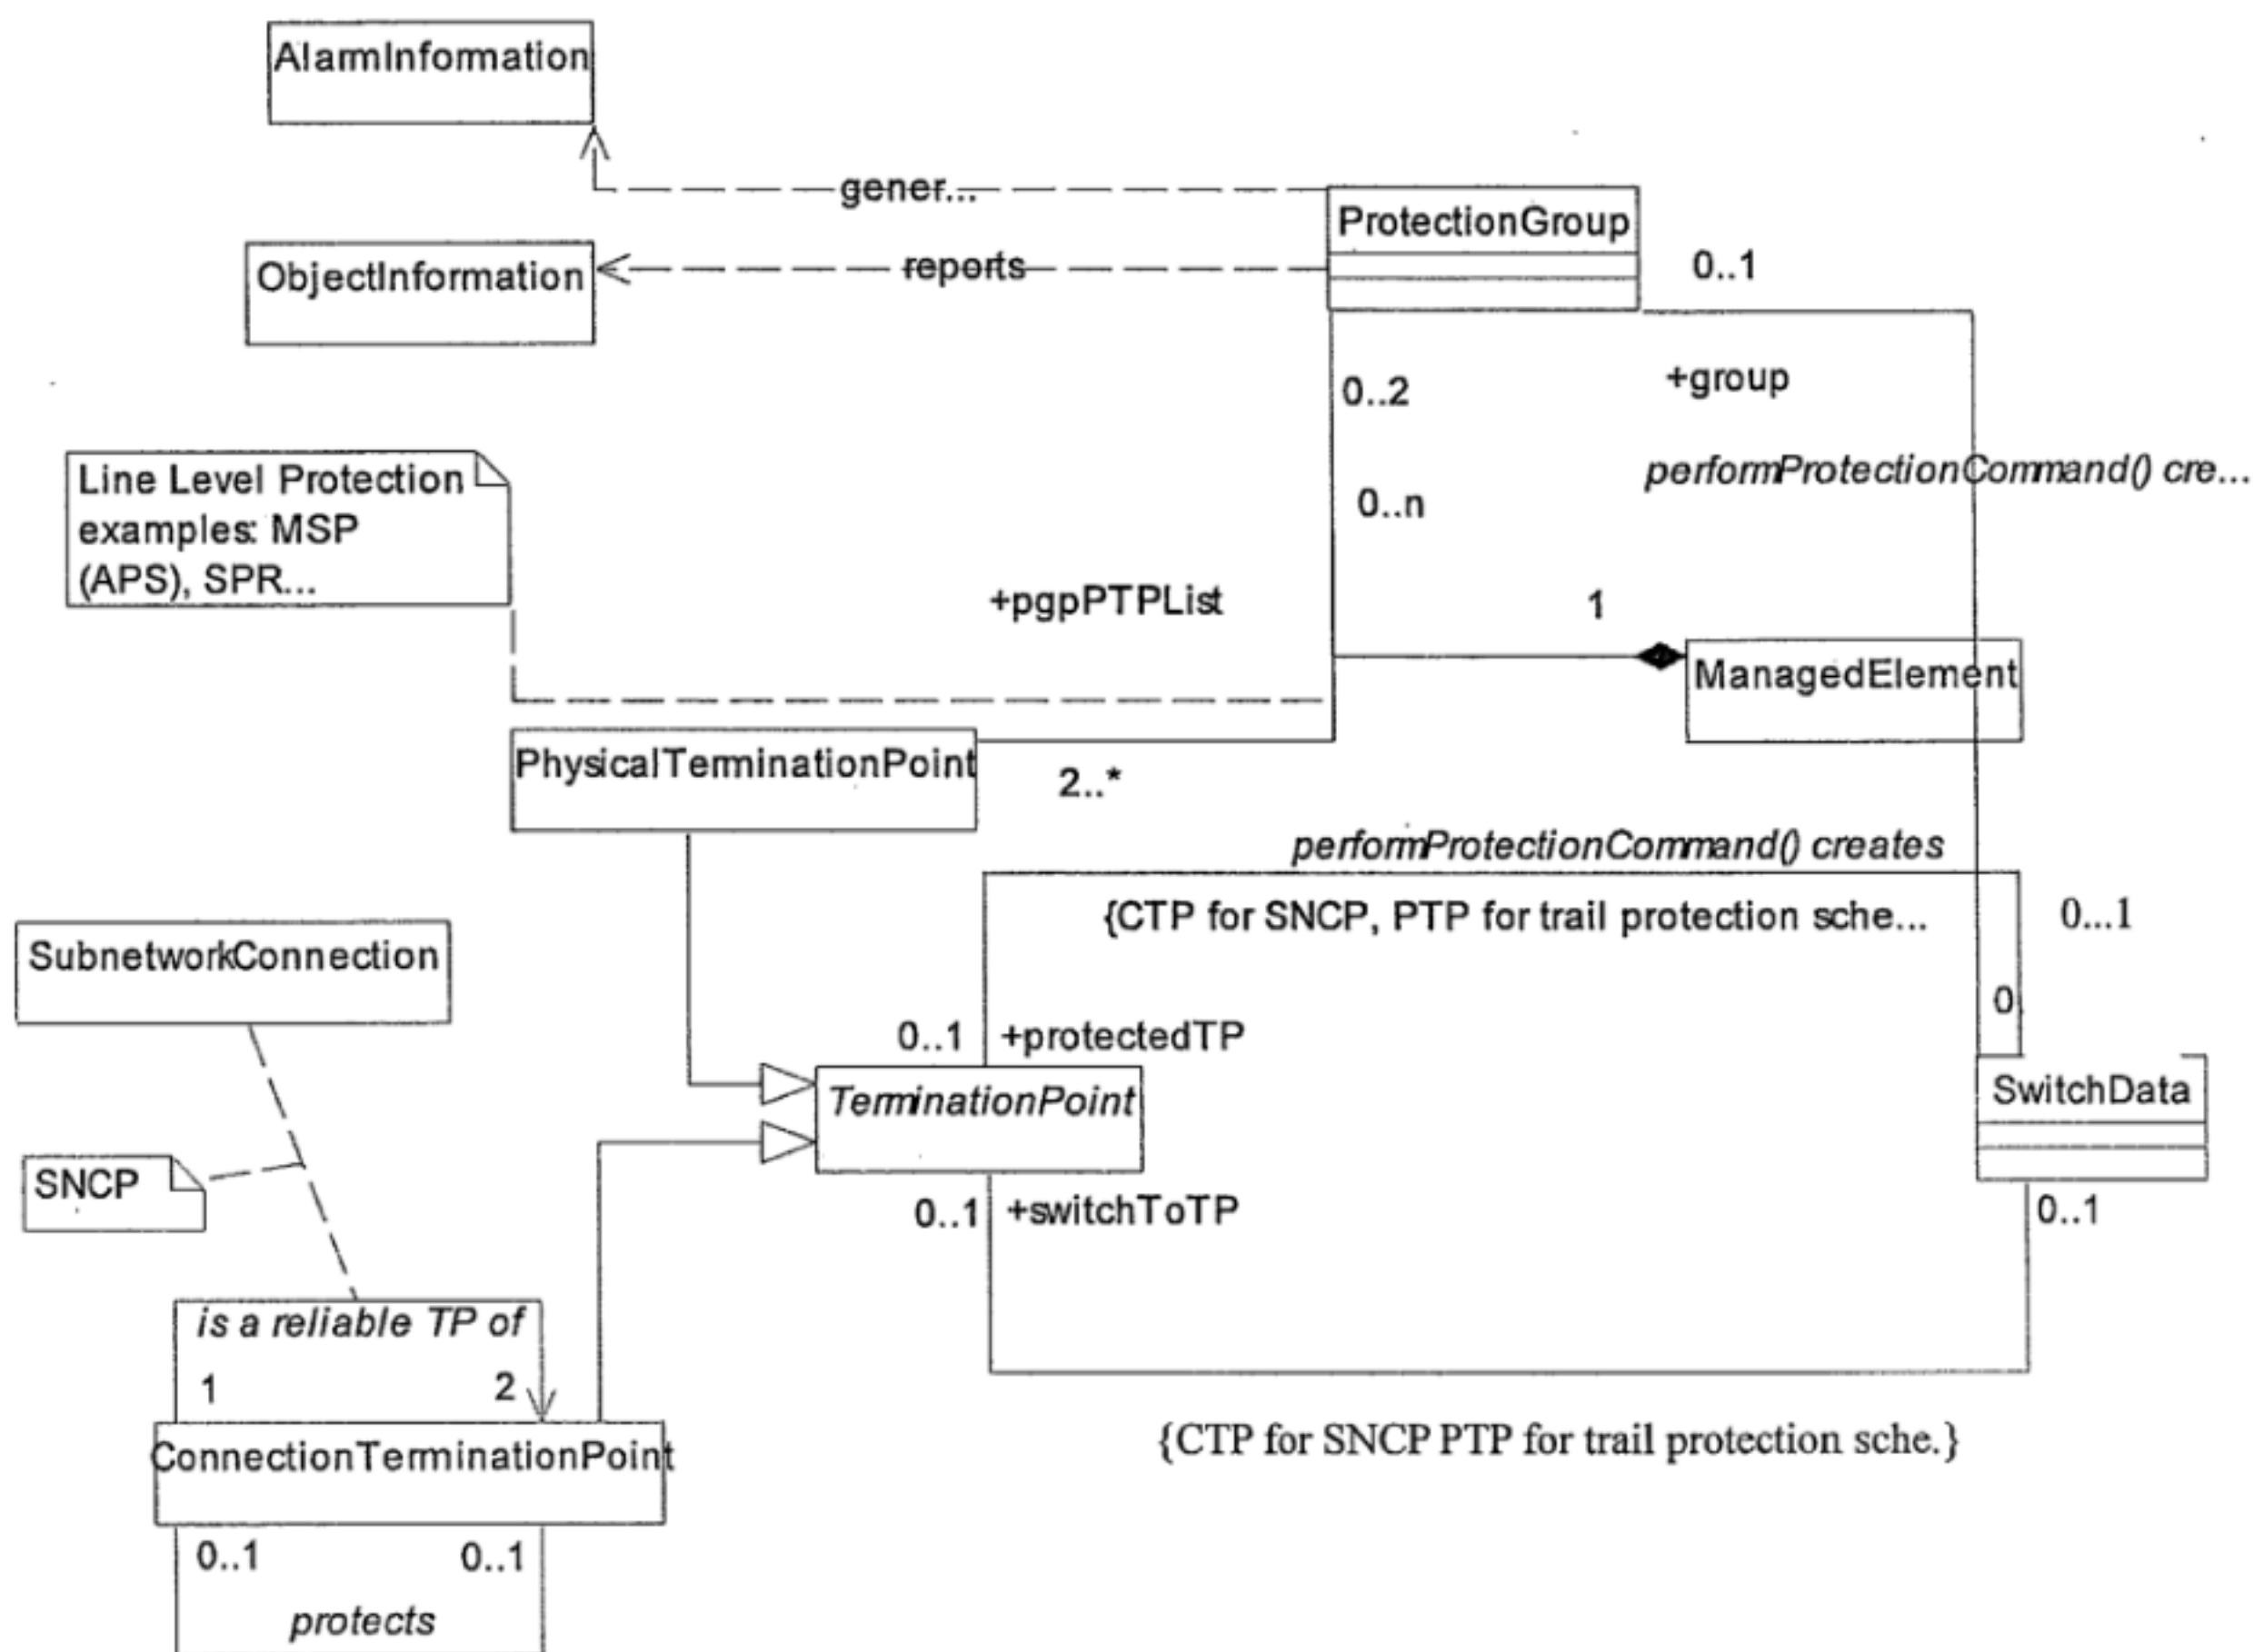 AlarmInformation
gener...
ProtectionGroup
ObjectInformation
reports
0..1
0..2
+group
Line Level Protection
examples: MSP
(APS), SPR...
performProtectionCommand() cre...
0..n
+pgpPTPList
1
ManagedElement
PhysicalTerminationPoint
2..*
performProtectionCommand() creates
{CTP for SNCP, PTP for trail protection sche...
0...1
SubnetworkConnection
0
0..1
+protectedTP
TerminationPoint
SwitchData
SNCP
0..1
+switchToTP
0..1
is a reliable TP of
1
2
ConnectionTerminationPoint
{CTP for SNCP PTP for trail protection sche.}
0..1
0..1
protects